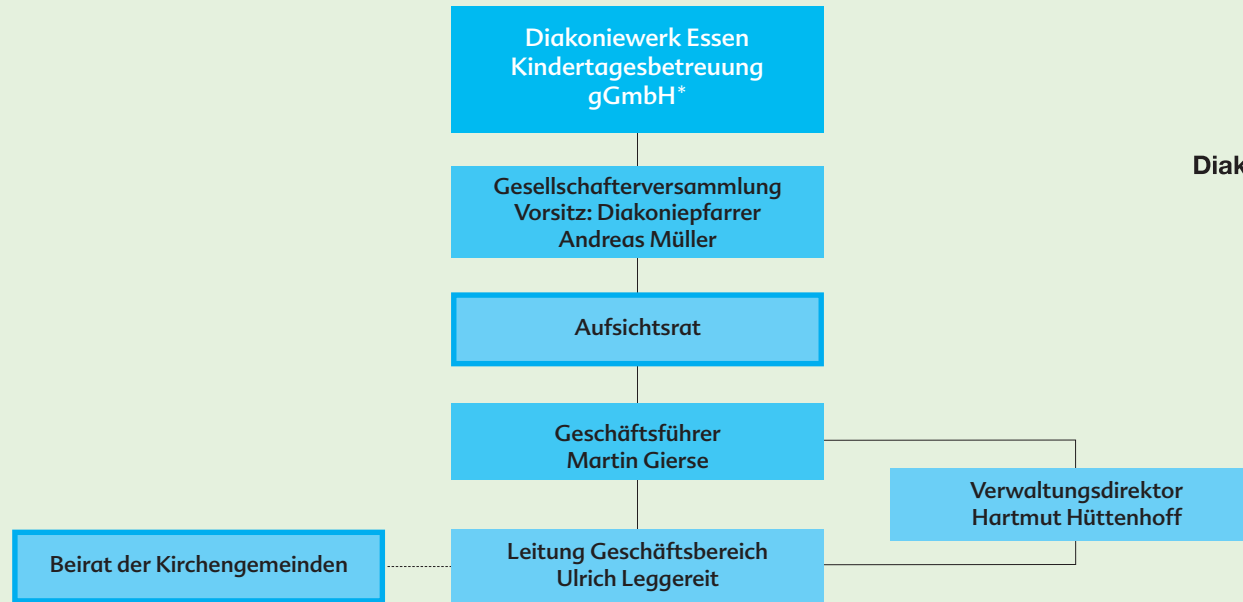 Diakoniewerk Essen
Kindertagesbetreuung
gGmbH*
Diak
Gesellschafterversammlung
Vorsitz: Diakoniepfarrer
Andreas Müller
Aufsichtsrat
Geschäftsführer
Martin Gierse
Verwaltungsdirektor
Hartmut Hüttenhoff
Beirat der Kirchengemeinden
Leitung Geschäftsbereich
Ulrich Leggereit